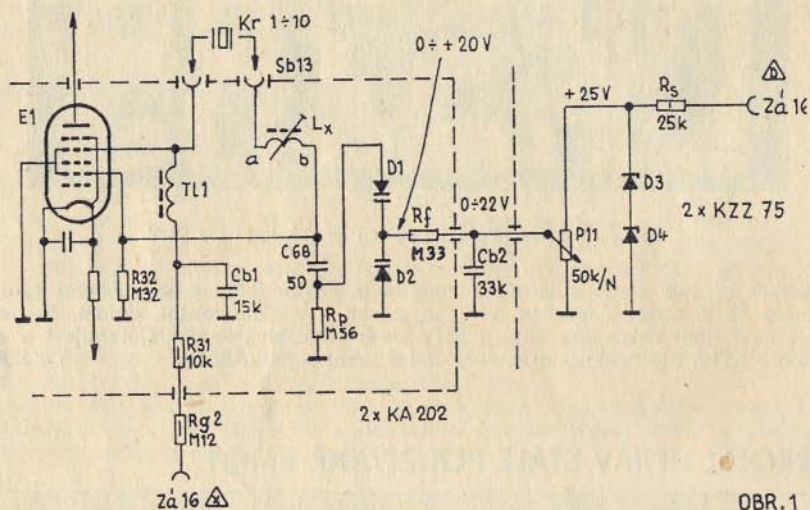 Kr 1÷10
Sb13
0÷+20V
E1
Lx
a
b
TL1
D1
Rf
M33
0÷22V
+25V
Rs
25k
D
Zá 16
D3
2 x KZZ 75
D4
P11
50k/N
Cb2
33k
D2
C68
50
Rp
M56
R32
M32
Cb1
15k
R31
10k
Rg2
M12
2 x KA 202
Zá 16
OBR. 1